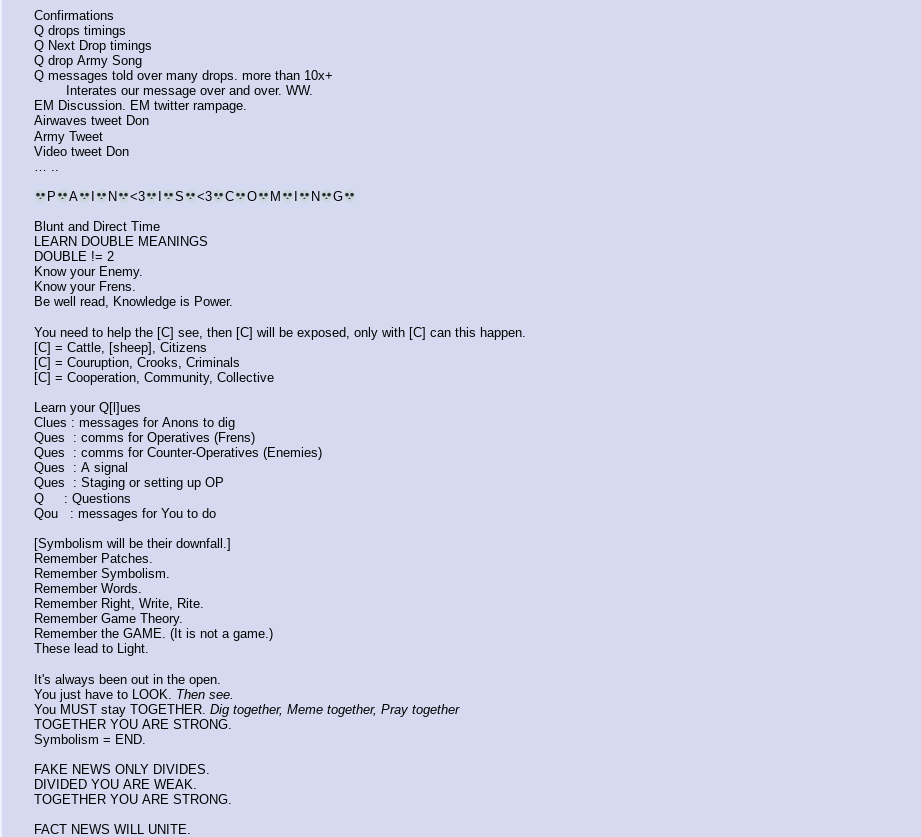 Confirmations
Q drops timings
Q Next Drop timings
Q drop Army Song
Q messages told over many drops. more than 10x+
Interates our message over and over. WW.
EM Discussion. EM twitter rampage.
Airwaves tweet Don
Army Tweet
Video tweet Don
… ..
💀P💀A💀I💀N💀<3💀I💀S💀<3💀C💀O💀M💀I💀N💀G💀
Blunt and Direct Time
LEARN DOUBLE MEANINGS
DOUBLE != 2
Know your Enemy.
Know your Frens.
Be well read, Knowledge is Power.
You need to help the [C] see, then [C] will be exposed, only with [C] can this happen.
[C] = Cattle, [sheep], Citizens
[C] = Couruption, Crooks, Criminals
[C] = Cooperation, Community, Collective
Learn your Q[l]ues
Clues : messages for Anons to dig
Ques : comms for Operatives (Frens)
Ques : comms for Counter-Operatives (Enemies)
Ques : A signal
Ques : Staging or setting up OP
Q : Questions
Qou : messages for You to do
[Symbolism will be their downfall.]
Remember Patches.
Remember Symbolism.
Remember Words.
Remember Right, Write, Rite.
Remember Game Theory.
Remember the GAME. (It is not a game.)
These lead to Light.
It's always been out in the open.
You just have to LOOK. Then see.
You MUST stay TOGETHER. Dig together, Meme together, Pray together
TOGETHER YOU ARE STRONG.
Symbolism = END.
FAKE NEWS ONLY DIVIDES.
DIVIDED YOU ARE WEAK.
TOGETHER YOU ARE STRONG.
FACT NEWS WILL UNITE.